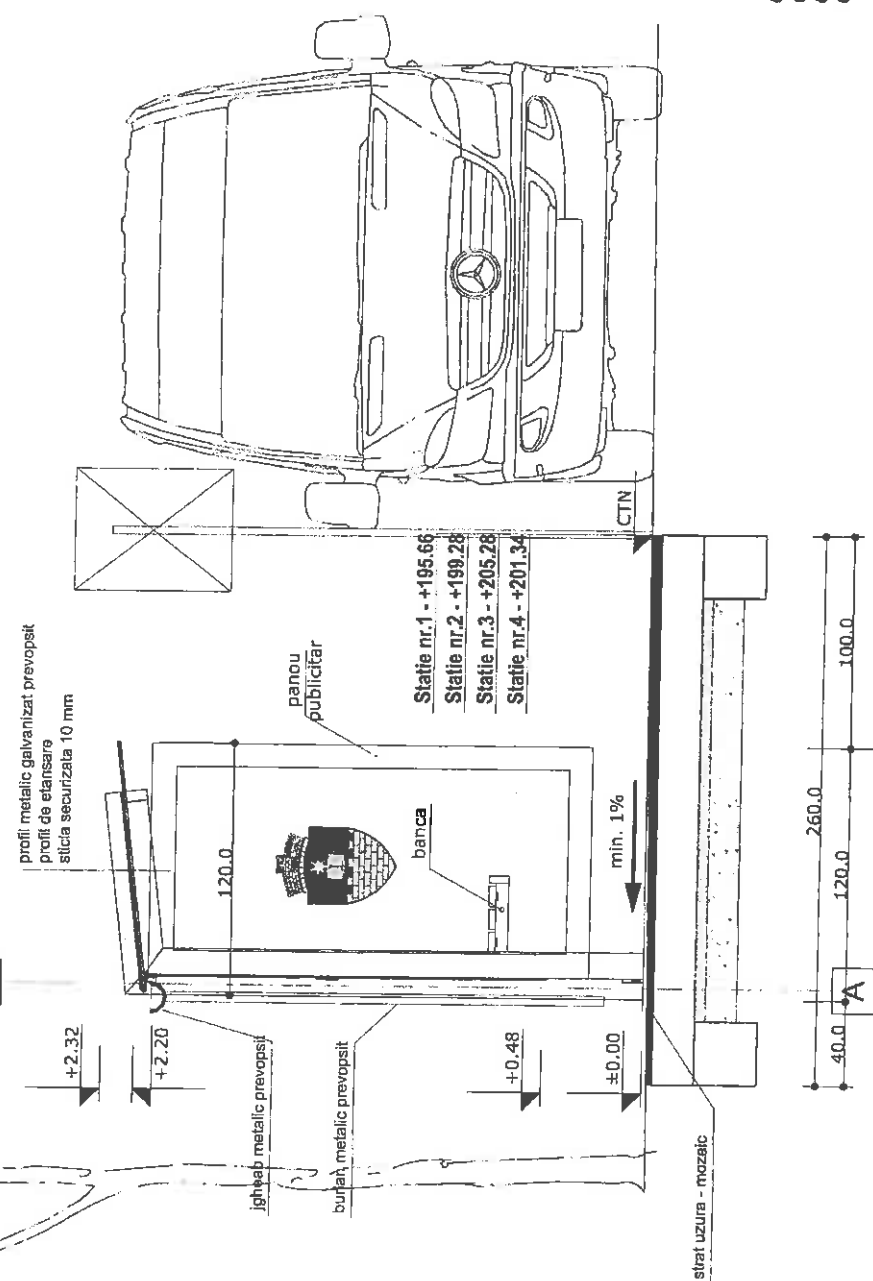 profil metalic galvanizat prevopsit
profil de etansare
sticla securizata 10 mm
+2.32
+2.20
120.0
panou
publicitar
Statie nr.1 - +195.66
Statie nr.2 - +199.28
Statie nr.3 - +205.28
Statie nr.4 - +201.34
banca
jgheab metalic prevopsit
burlan metalic prevopsit
+0.48
±0.00
min. 1%
CTN
strat uzura - mozaic
40.0
120.0
100.0
260.0
A